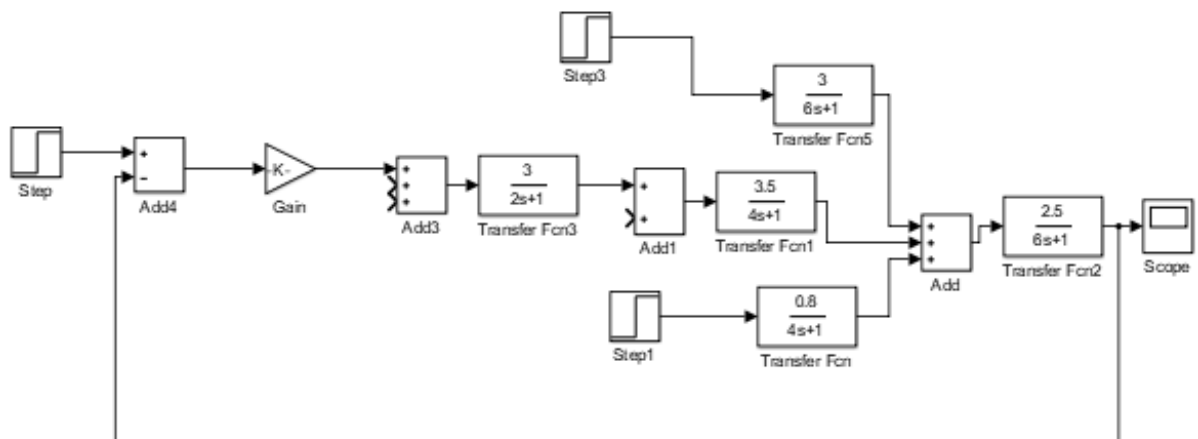 Step3
3
6s+1
Transfer Fcn5
Step
+
−
Add4
-K-
Gain
+
+
+
Add3
3
2s+1
Transfer Fcn3
+
+
Add1
3.5
4s+1
Transfer Fcn1
+
+
+
Add
2.5
6s+1
Transfer Fcn2
Scope
Step1
0.8
4s+1
Transfer Fcn